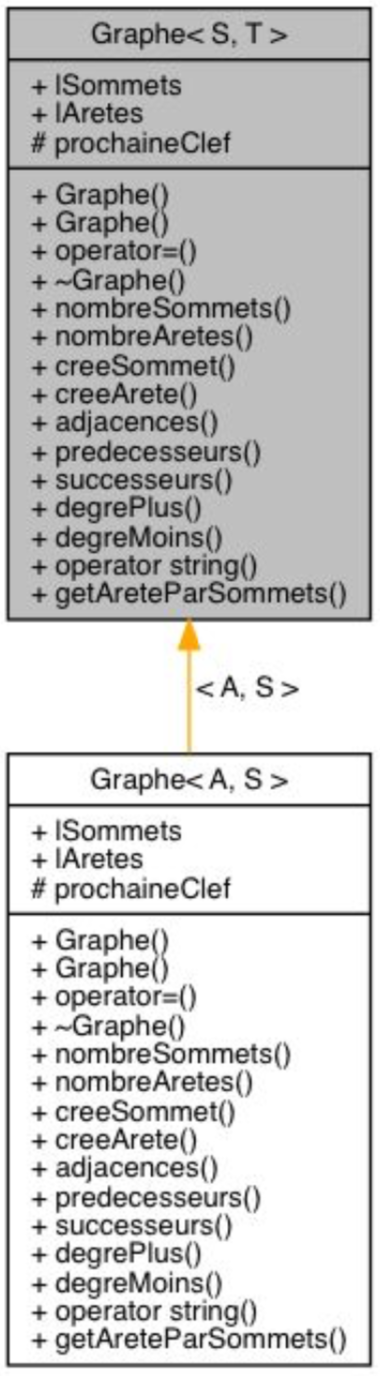 Graphe< S, T >
+ lSommets
+ lAretes
# prochaineClef
+ Graphe()
+ Graphe()
+ operator=()
+ ~Graphe()
+ nombreSommets()
+ nombreAretes()
+ creeSommet()
+ creeArete()
+ adjacences()
+ predecesseurs()
+ successeurs()
+ degrePlus()
+ degreMoins()
+ operator string()
+ getAreteParSommets()
< A, S >
Graphe< A, S >
+ lSommets
+ lAretes
# prochaineClef
+ Graphe()
+ Graphe()
+ operator=()
+ ~Graphe()
+ nombreSommets()
+ nombreAretes()
+ creeSommet()
+ creeArete()
+ adjacences()
+ predecesseurs()
+ successeurs()
+ degrePlus()
+ degreMoins()
+ operator string()
+ getAreteParSommets()